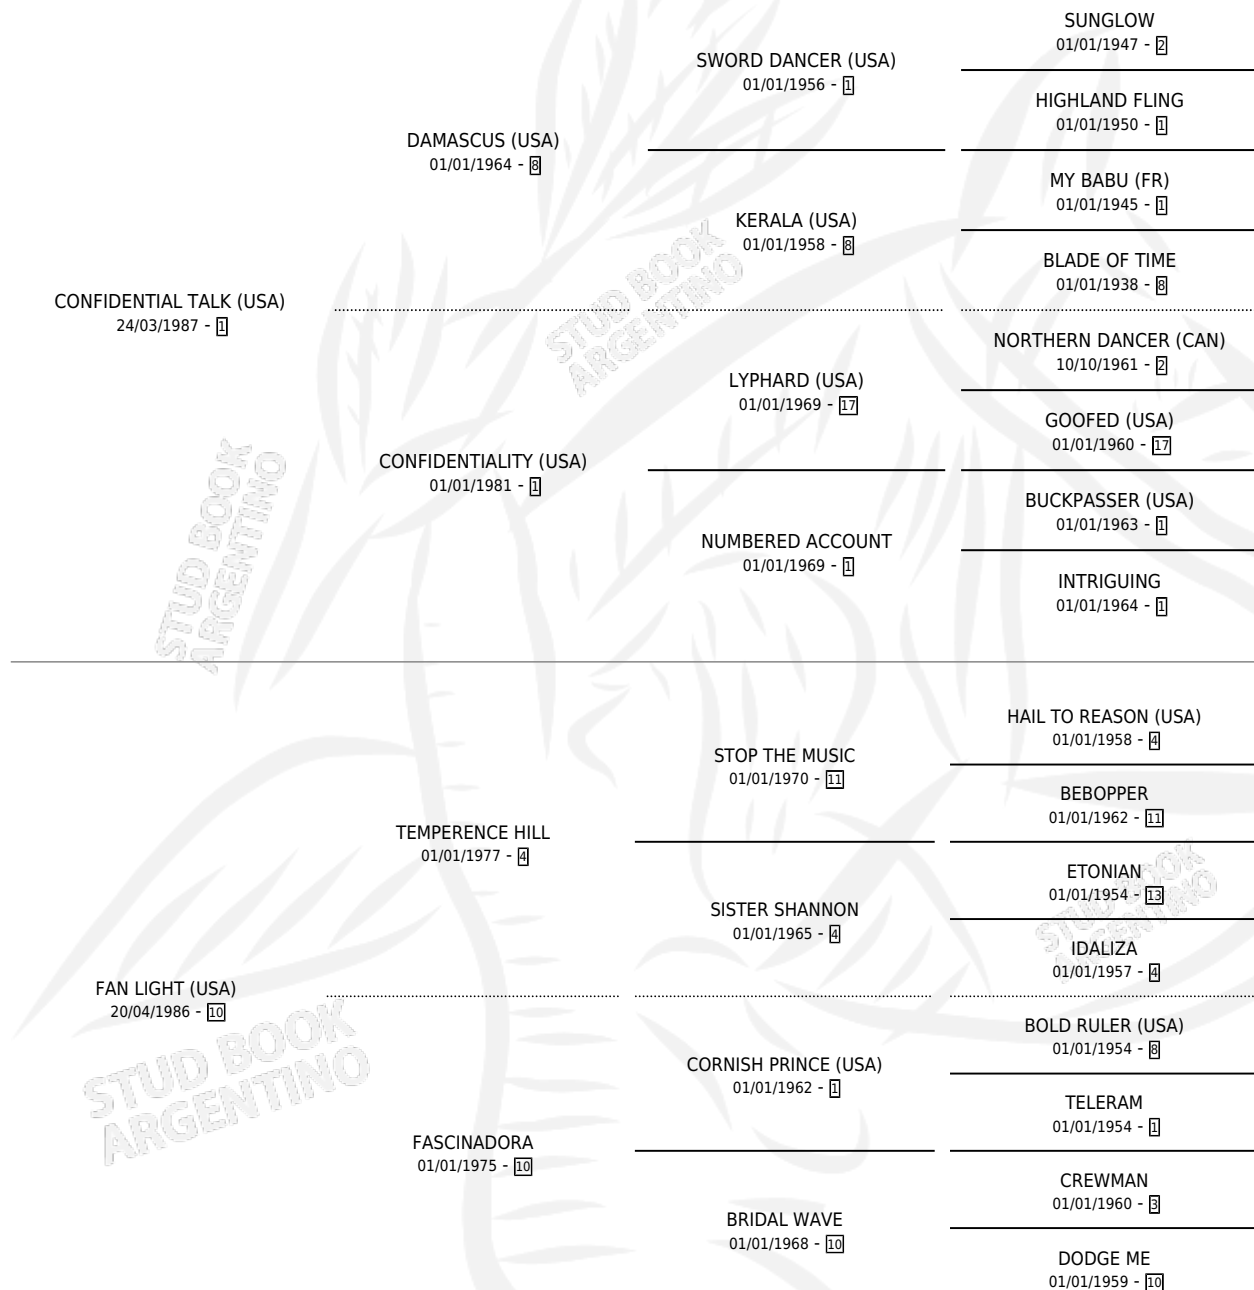 SUNGLOW
01/01/1947 - 2
SWORD DANCER (USA)
01/01/1956 - 1
HIGHLAND FLING
01/01/1950 - 1
DAMASCUS (USA)
01/01/1964 - 8
MY BABU (FR)
01/01/1945 - 1
KERALA (USA)
01/01/1958 - 8
BLADE OF TIME
01/01/1938 - 8
CONFIDENTIAL TALK (USA)
24/03/1987 - 1
NORTHERN DANCER (CAN)
10/10/1961 - 2
LYPHARD (USA)
01/01/1969 - 17
GOOFED (USA)
01/01/1960 - 17
CONFIDENTIALITY (USA)
01/01/1981 - 1
BUCKPASSER (USA)
01/01/1963 - 1
NUMBERED ACCOUNT
01/01/1969 - 1
INTRIGUING
01/01/1964 - 1
HAIL TO REASON (USA)
01/01/1958 - 4
STOP THE MUSIC
01/01/1970 - 11
BEBOPPER
01/01/1962 - 11
TEMPERENCE HILL
01/01/1977 - 4
ETONIAN
01/01/1954 - 13
SISTER SHANNON
01/01/1965 - 4
IDALIZA
01/01/1957 - 4
FAN LIGHT (USA)
20/04/1986 - 10
BOLD RULER (USA)
01/01/1954 - 8
CORNISH PRINCE (USA)
01/01/1962 - 1
TELERAM
01/01/1954 - 1
FASCINADORA
01/01/1975 - 10
CREWMAN
01/01/1960 - 3
BRIDAL WAVE
01/01/1968 - 10
DODGE ME
01/01/1959 - 10
STUD BOOK
ARGENTINO
STUD BOOK
ARGENTINO
STUD BOOK
ARGENTINO
STUD BOOK
ARGENTINO